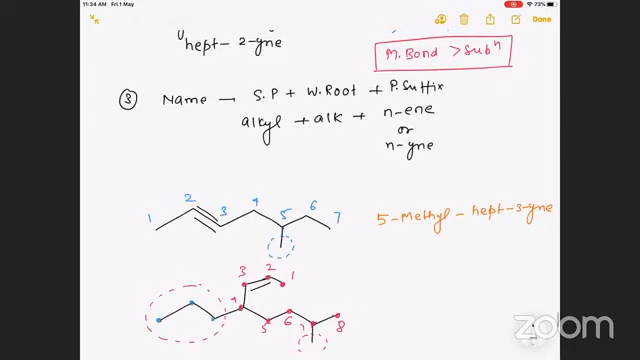 11:34 AM Fri 1 May
73%
Done
hept - 2-yne
M. Bond > Subⁿ
③ Name → S.P + W.Root + P.Suffix
alkyl + alk + n-ene
or
n-yne
1 2 3 4 5 6 7
5-Methyl-hept-3-yne
3 2 1
4 5 6 7 8
zoom